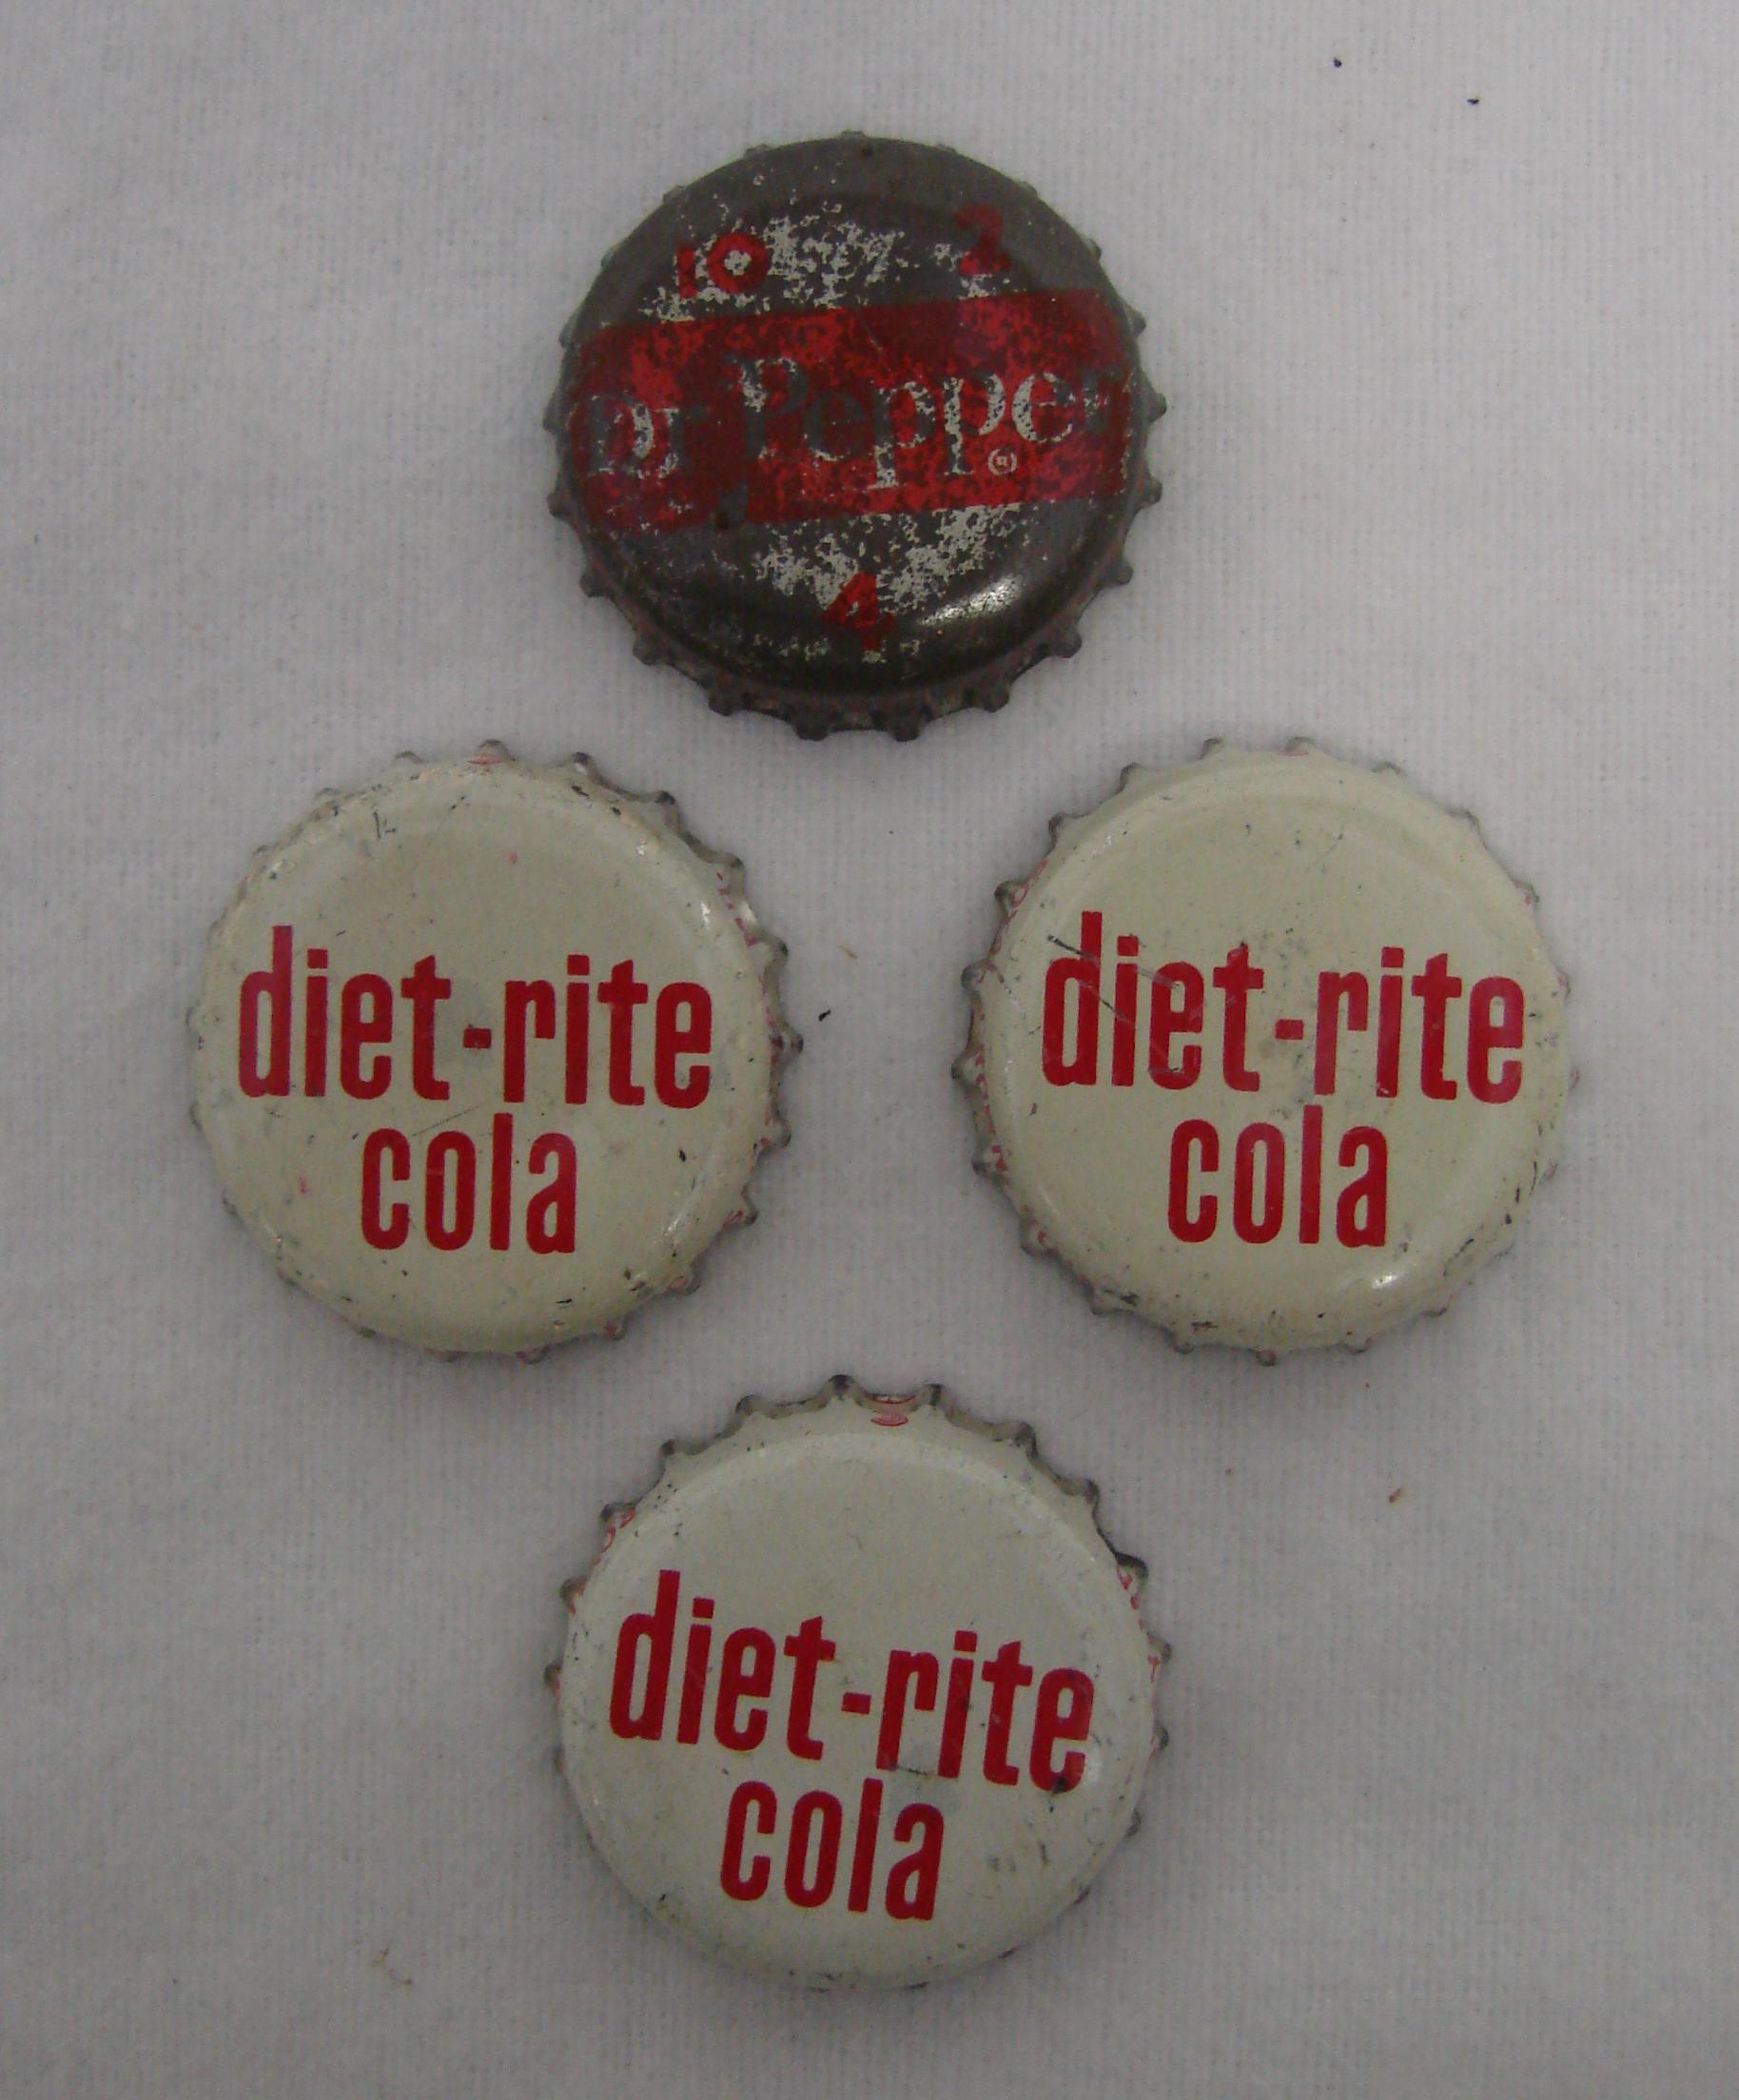 10 2
Dr Pepper
®
4
diet-rite
cola
diet-rite
cola
diet-rite
cola